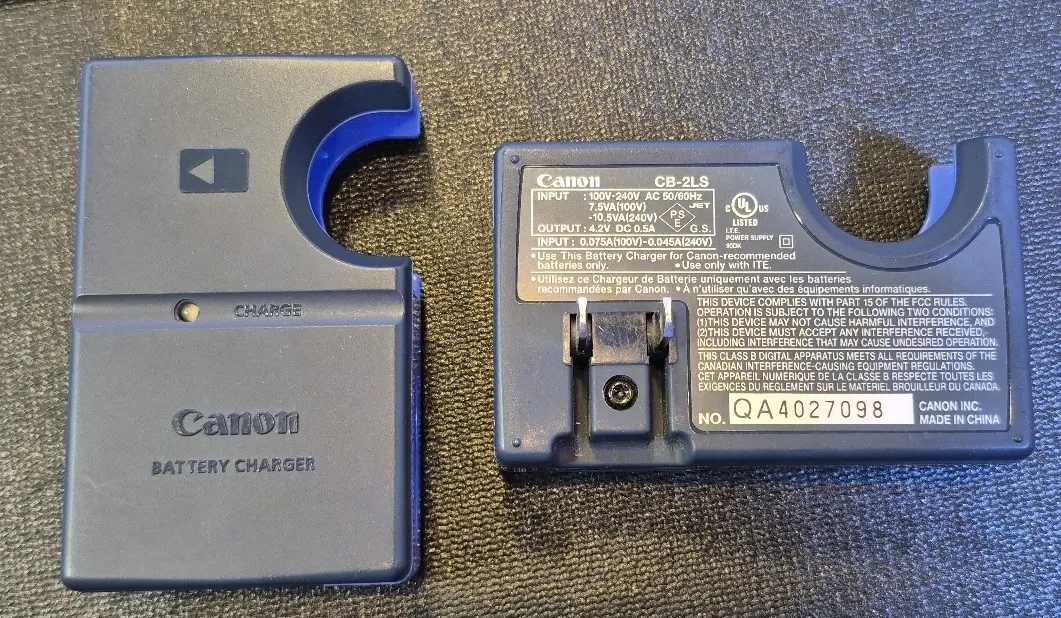 CHARGE
Canon
BATTERY CHARGER
Canon CB-2LS
INPUT : 100V-240V AC 50/60Hz
7.5VA(100V)
-10.5VA(240V)
OUTPUT : 4.2V DC 0.5A
JET
PS
E
G.S.
INPUT : 0.075A(100V)-0.045A(240V)
C UL US
LISTED
I.T.E.
POWER SUPPLY
90DK
•Use This Battery Charger for Canon-recommended
batteries only. •Use only with ITE.
•Utilisez ce Chargeur de Batterie uniquement avec les batteries
recommandées par Canon. •A n'utiliser qu'avec des équipements informatiques.
THIS DEVICE COMPLIES WITH PART 15 OF THE FCC RULES.
OPERATION IS SUBJECT TO THE FOLLOWING TWO CONDITIONS:
(1)THIS DEVICE MAY NOT CAUSE HARMFUL INTERFERENCE, AND
(2)THIS DEVICE MUST ACCEPT ANY INTERFERENCE RECEIVED,
INCLUDING INTERFERENCE THAT MAY CAUSE UNDESIRED OPERATION.
THIS CLASS B DIGITAL APPARATUS MEETS ALL REQUIREMENTS OF THE
CANADIAN INTERFERENCE-CAUSING EQUIPMENT REGULATIONS.
CET APPAREIL NUMERIQUE DE LA CLASSE B RESPECTE TOUTES LES
EXIGENCES DU REGLEMENT SUR LE MATERIEL BROUILLEUR DU CANADA.
NO. QA4027098
CANON INC.
MADE IN CHINA